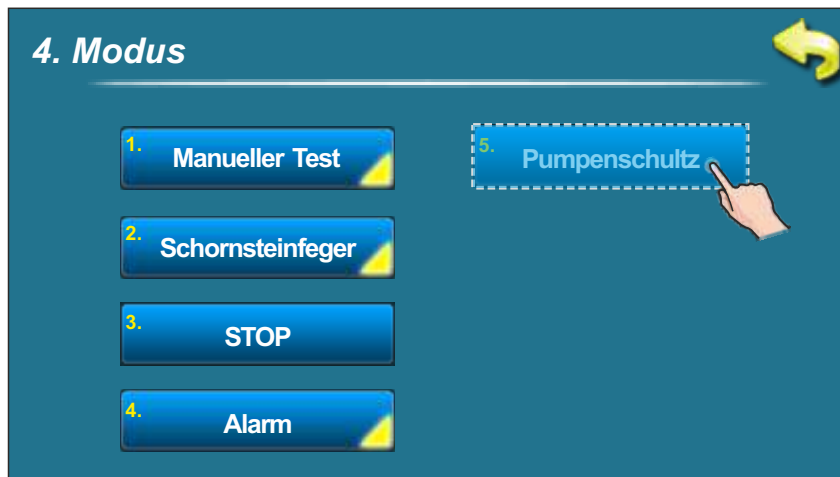 4. Modus
1. Manueller Test
2. Schornsteinfeger
3. STOP
4. Alarm
5. Pumpenschultz